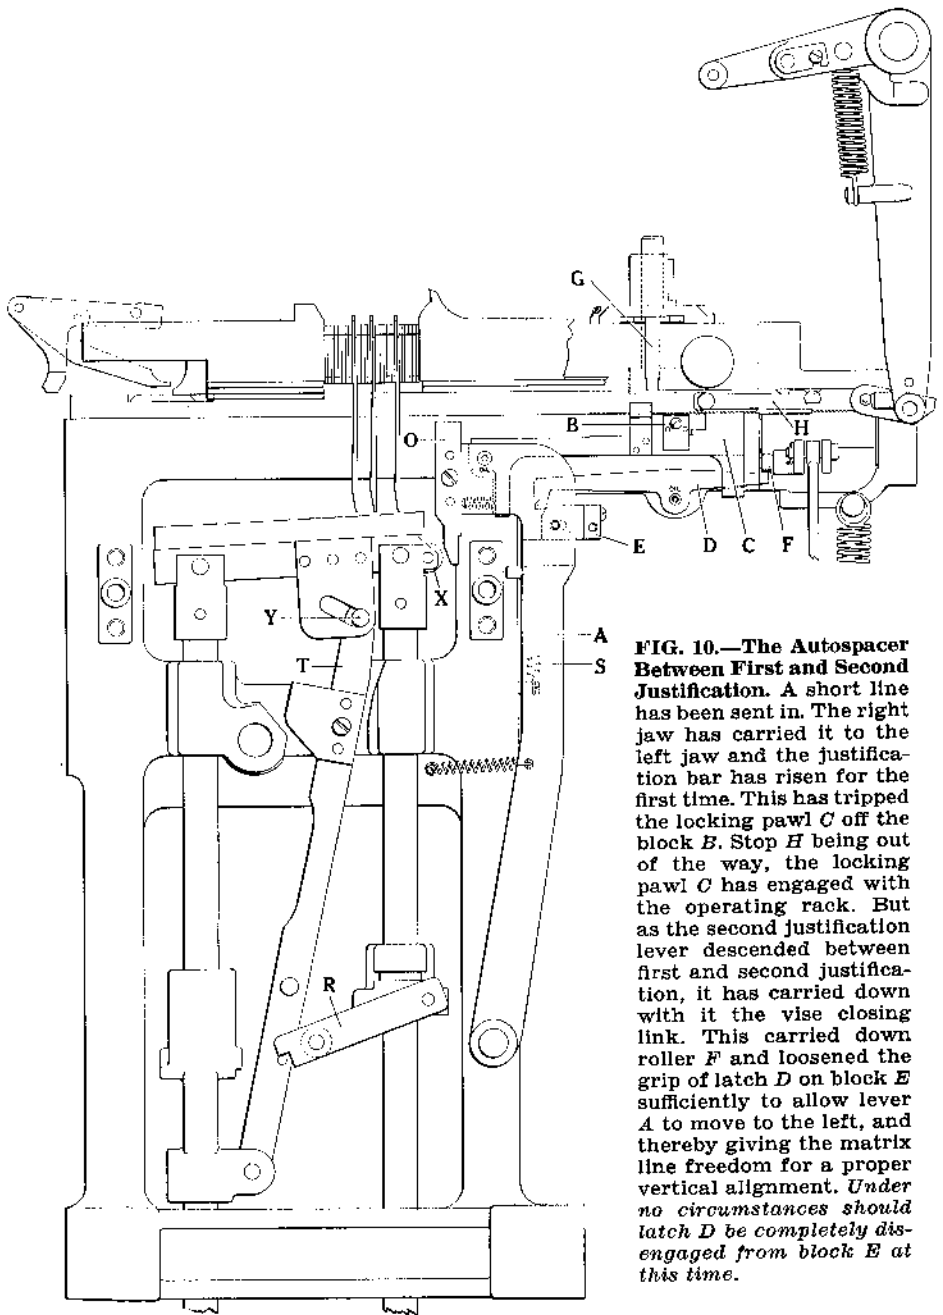 G
H
B
O
E
D
C
F
X
Y
A
T
S
R
FIG. 10.—The Autospacer
Between First and Second
Justification. A short line
has been sent in. The right
jaw has carried it to the
left jaw and the justifica-
tion bar has risen for the
first time. This has tripped
the locking pawl C off the
block B. Stop H being out
of the way, the locking
pawl C has engaged with
the operating rack. But
as the second justification
lever descended between
first and second justifica-
tion, it has carried down
with it the vise closing
link. This carried down
roller F and loosened the
grip of latch D on block E
sufficiently to allow lever
A to move to the left, and
thereby giving the matrix
line freedom for a proper
vertical alignment. Under
no circumstances should
latch D be completely dis-
engaged from block E at
this time.